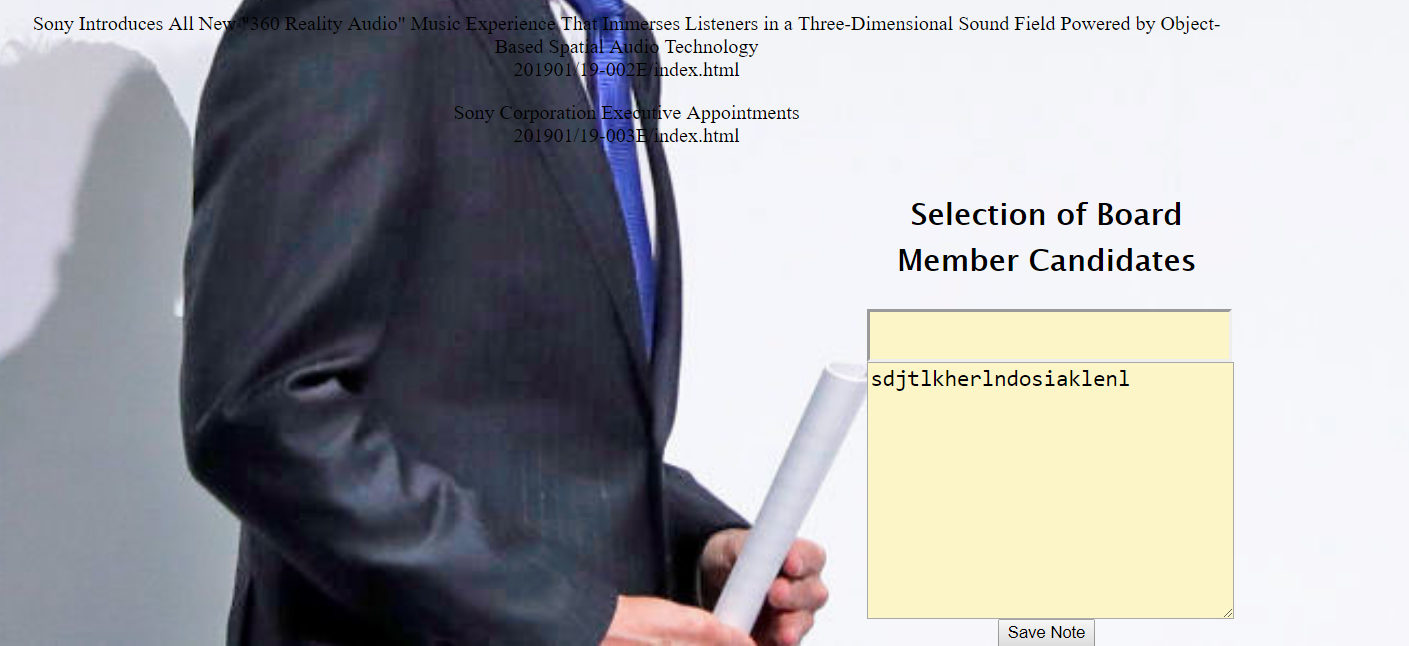 Sony Introduces All New "360 Reality Audio" Music Experience That Immerses Listeners in a Three-Dimensional Sound Field Powered by Object-
Based Spatial Audio Technology
201901/19-002E/index.html
Sony Corporation Executive Appointments
201901/19-003E/index.html
Selection of Board
Member Candidates
sdjtlkherlndosiaklenl
Save Note